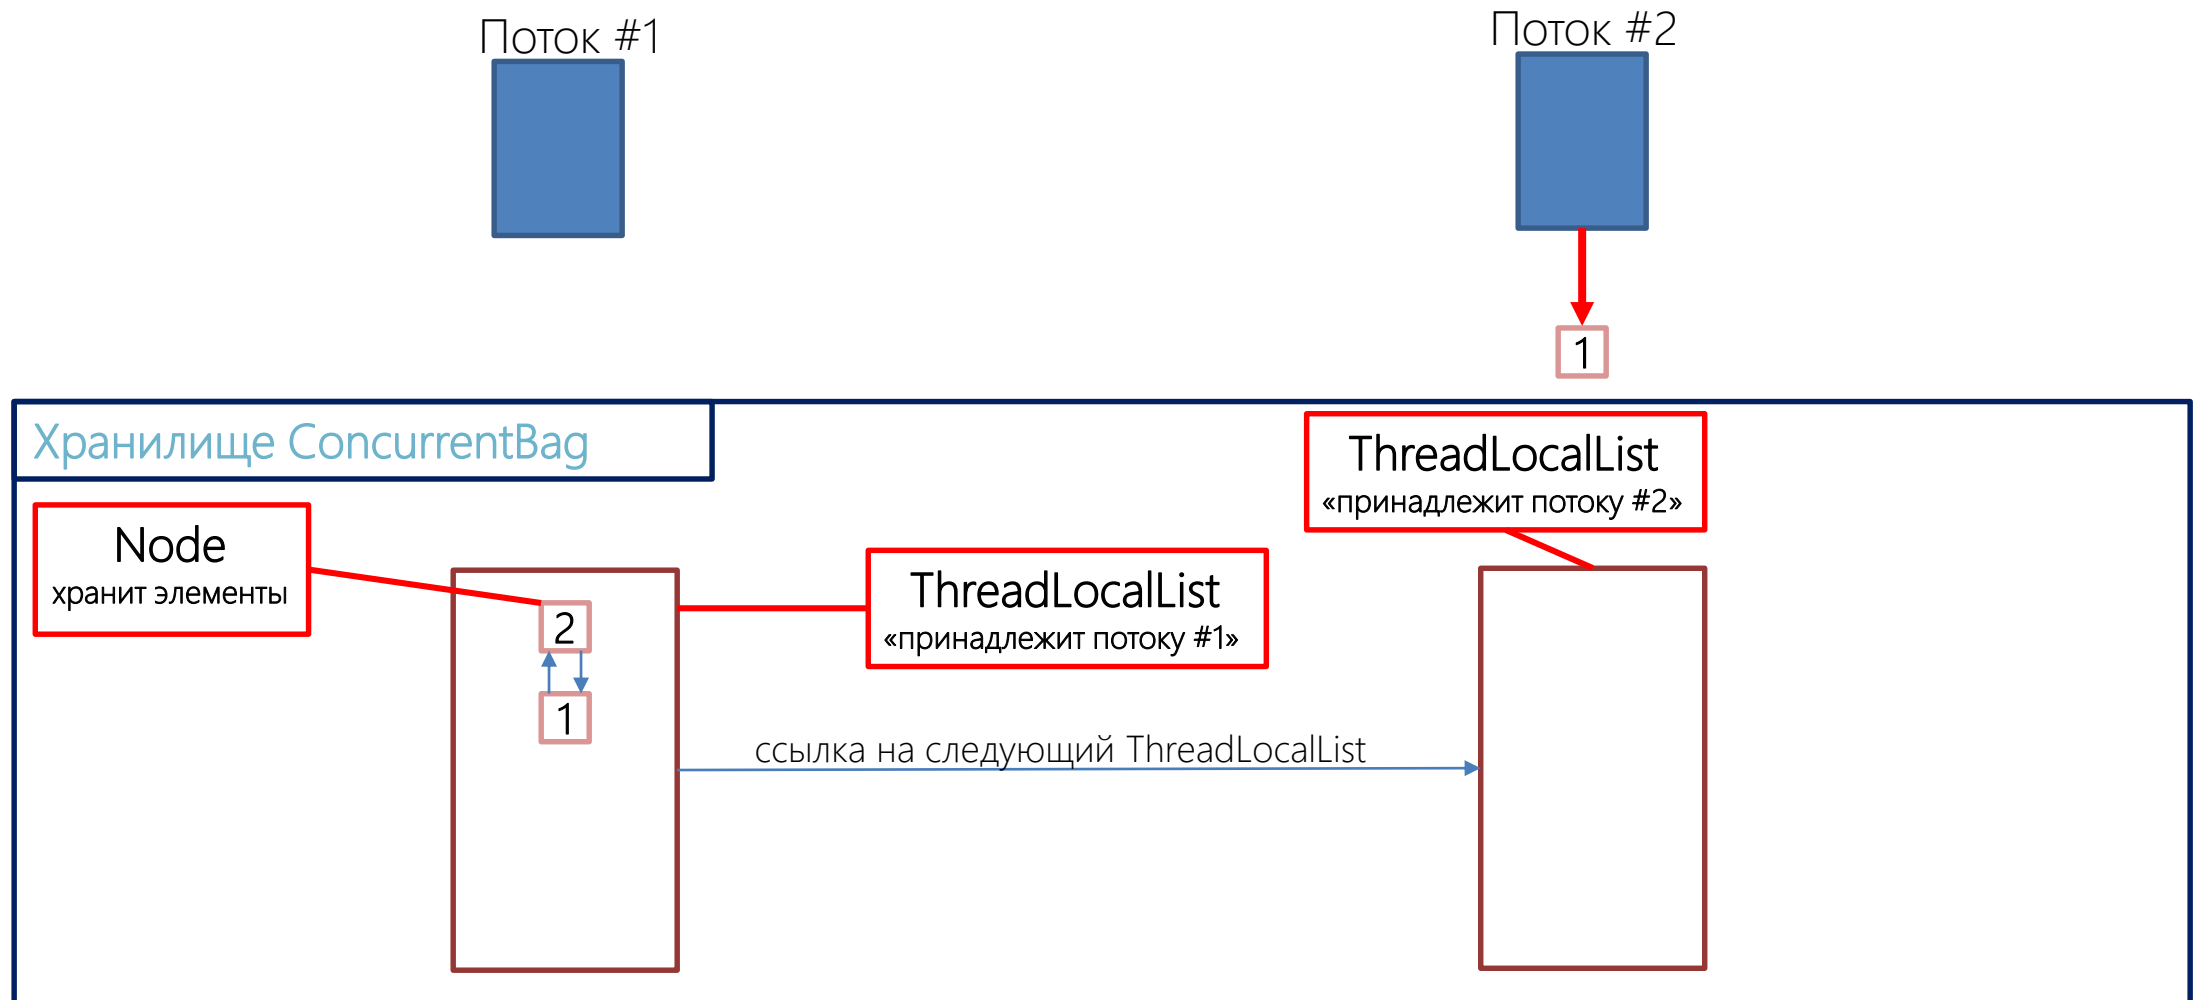 Поток #1
Поток #2
1
Хранилище ConcurrentBag
ThreadLocalList
«принадлежит потоку #2»
Node
хранит элементы
ThreadLocalList
«принадлежит потоку #1»
2
1
ссылка на следующий ThreadLocalList